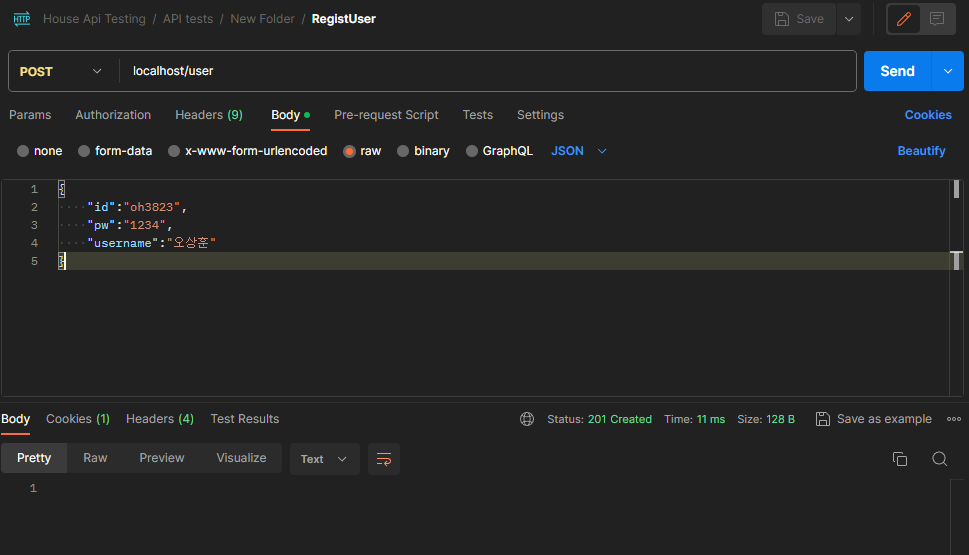 HTTP House Api Testing / API tests / New Folder / RegistUser Save
POST localhost/user Send
Params Authorization Headers (9) Body Pre-request Script Tests Settings Cookies
none form-data x-www-form-urlencoded raw binary GraphQL JSON Beautify
1 {
2 "id":"oh3823",
3 "pw":"1234",
4 "username":"오상훈"
5 }
Body Cookies (1) Headers (4) Test Results Status: 201 Created Time: 11 ms Size: 128 B Save as example
Pretty Raw Preview Visualize Text
1